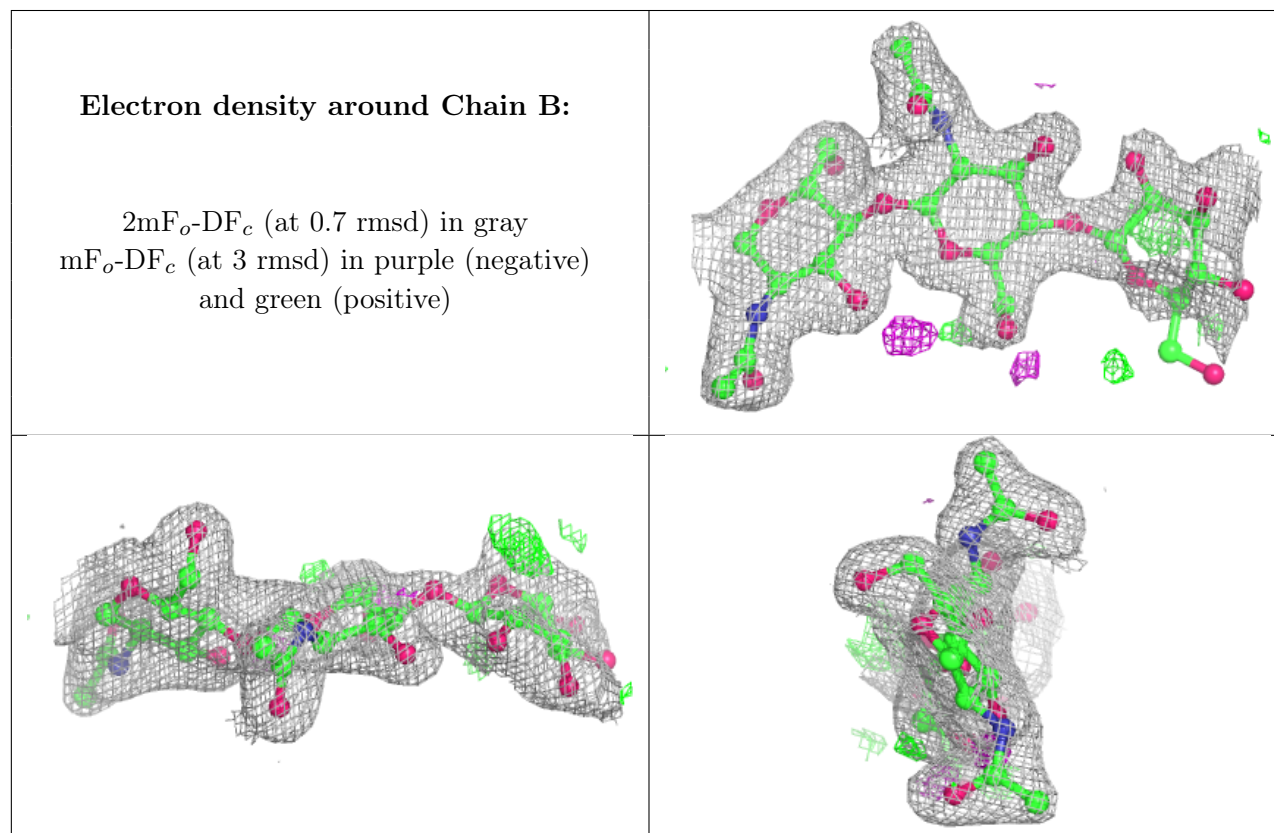 Electron density around Chain B:
2mFo-DFc (at 0.7 rmsd) in gray
mFo-DFc (at 3 rmsd) in purple (negative)
and green (positive)